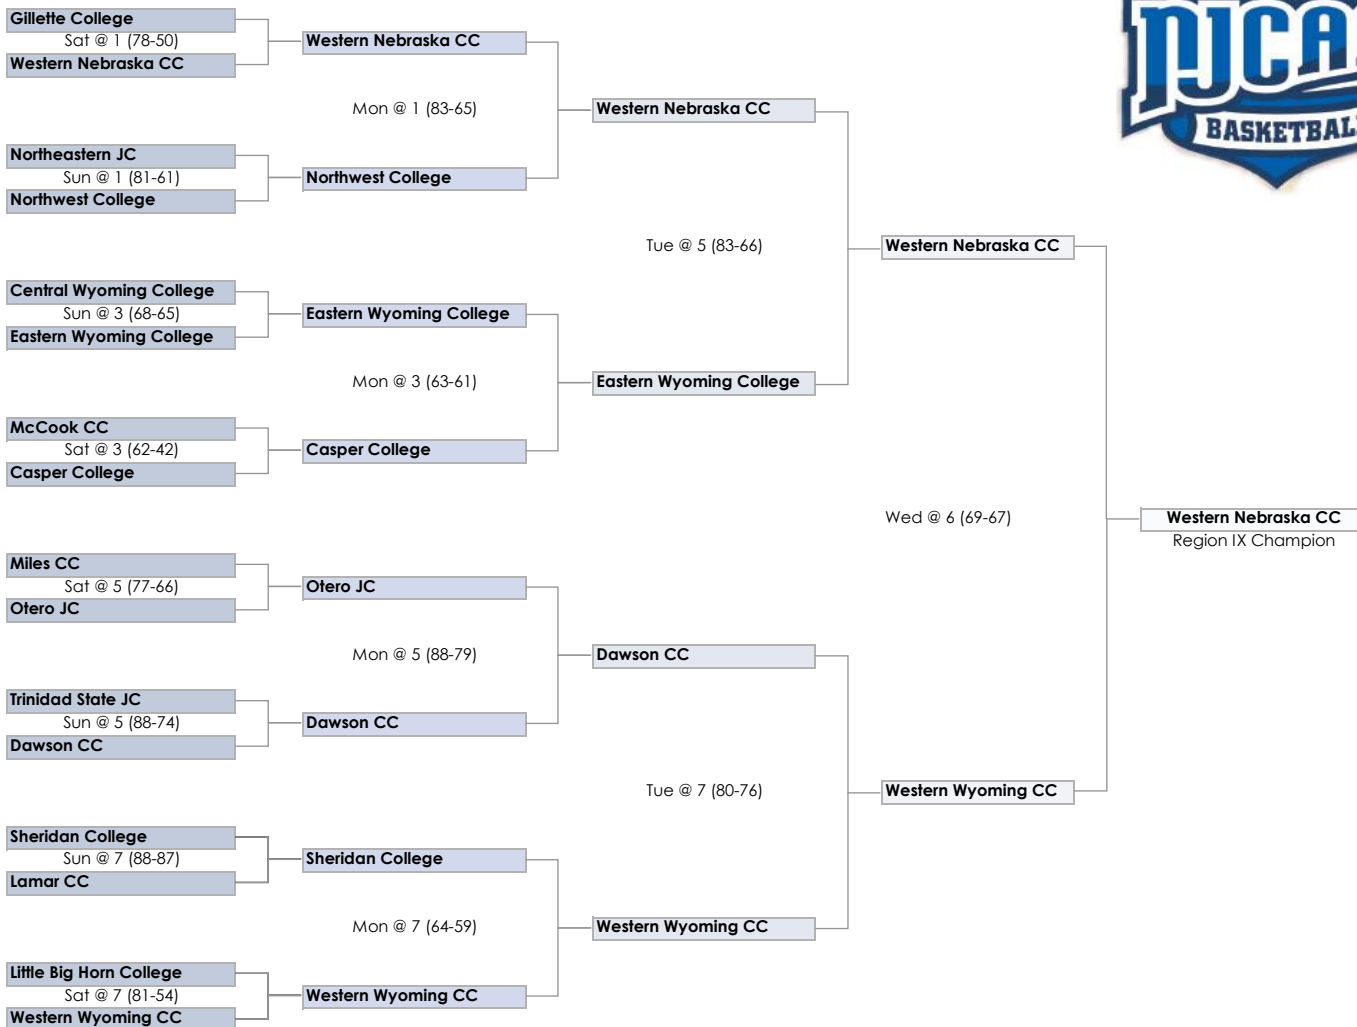 Gillette College
Sat @ 1 (78-50)
Western Nebraska CC
Western Nebraska CC
Mon @ 1 (83-65)
Western Nebraska CC
Northeastern JC
Sun @ 1 (81-61)
Northwest College
Northwest College
Tue @ 5 (83-66)
Western Nebraska CC
Central Wyoming College
Sun @ 3 (68-65)
Eastern Wyoming College
Eastern Wyoming College
Mon @ 3 (63-61)
Eastern Wyoming College
McCook CC
Sat @ 3 (62-42)
Casper College
Casper College
Wed @ 6 (69-67)
Western Nebraska CC
Region IX Champion
Miles CC
Sat @ 5 (77-66)
Otero JC
Otero JC
Mon @ 5 (88-79)
Dawson CC
Trinidad State JC
Sun @ 5 (88-74)
Dawson CC
Dawson CC
Tue @ 7 (80-76)
Western Wyoming CC
Sheridan College
Sun @ 7 (88-87)
Lamar CC
Sheridan College
Mon @ 7 (64-59)
Western Wyoming CC
Little Big Horn College
Sat @ 7 (81-54)
Western Wyoming CC
Western Wyoming CC
NJCA
BASKETBAL